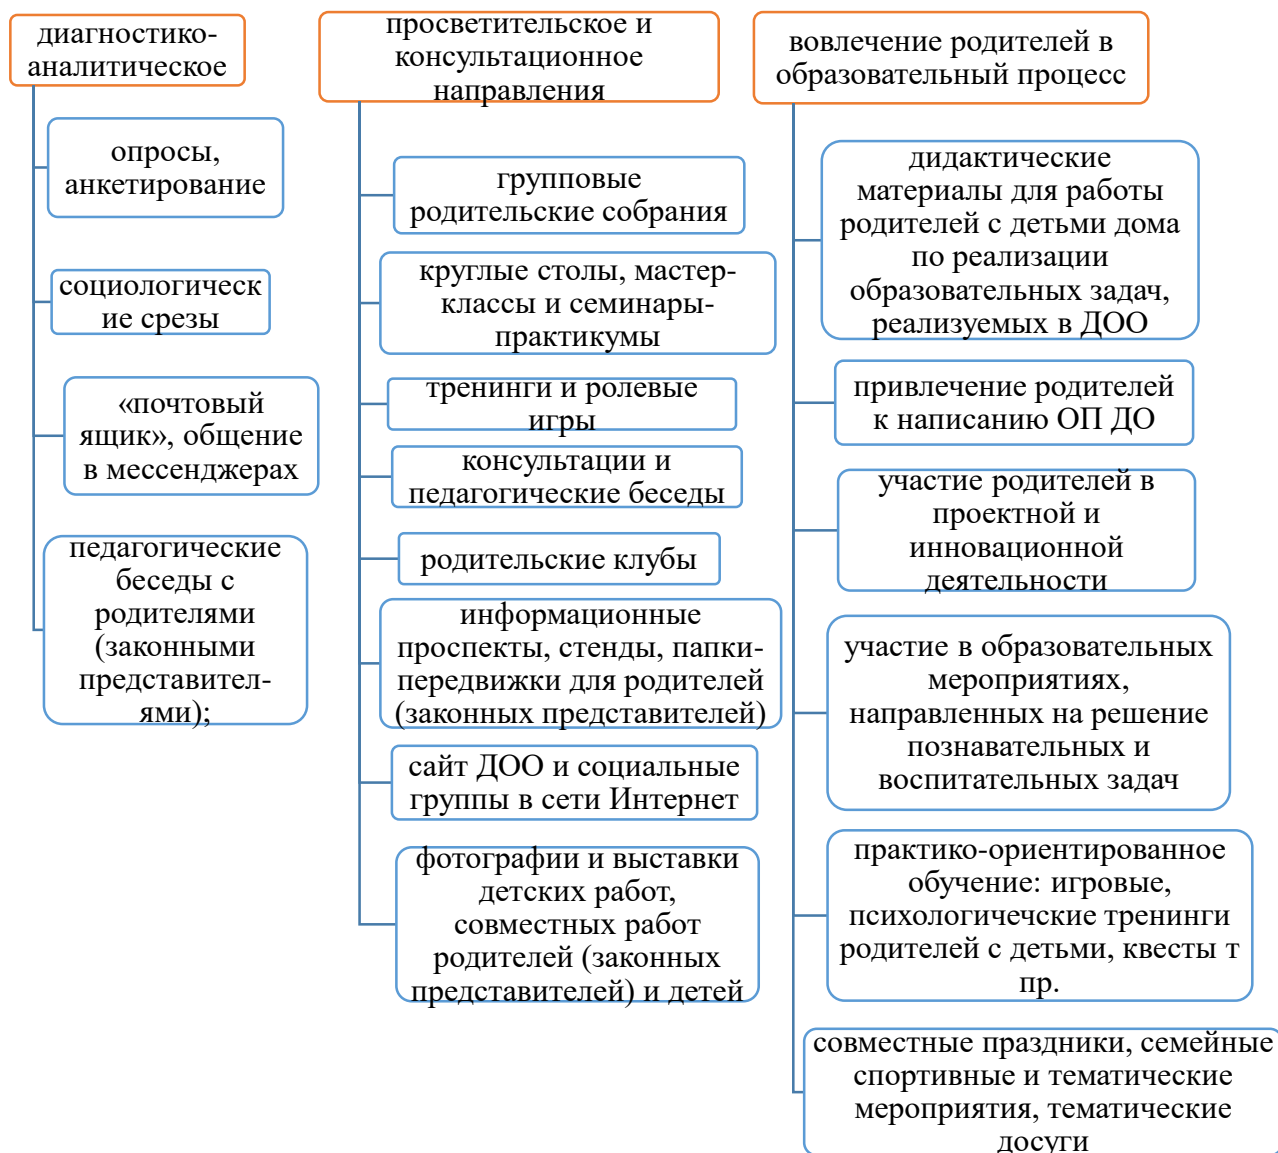 диагностико-
аналитическое
опросы,
анкетирование
социологическ
ие срезы
«почтовый
ящик», общение
в мессенджерах
педагогические
беседы с
родителями
(законными
представител-
ями);
просветительское и
консультационное
направления
групповые
родительские собрания
круглые столы, мастер-
классы и семинары-
практикумы
тренинги и ролевые
игры
консультации и
педагогические беседы
родительские клубы
информационные
проспекты, стенды, папки-
передвижки для родителей
(законных представителей)
сайт ДОО и социальные
группы в сети Интернет
фотографии и выставки
детских работ,
совместных работ
родителей (законных
представителей) и детей
вовлечение родителей в
образовательный процесс
дидактические
материалы для работы
родителей с детьми дома
по реализации
образовательных задач,
реализуемых в ДОО
привлечение родителей
к написанию ОП ДО
участие родителей в
проектной и
инновационной
деятельности
участие в образовательных
мероприятиях,
направленных на решение
познавательных и
воспитательных задач
практико-ориентированное
обучение: игровые,
психологичечские тренинги
родителей с детьми, квесты т
пр.
совместные праздники, семейные
спортивные и тематические
мероприятия, тематические
досуги